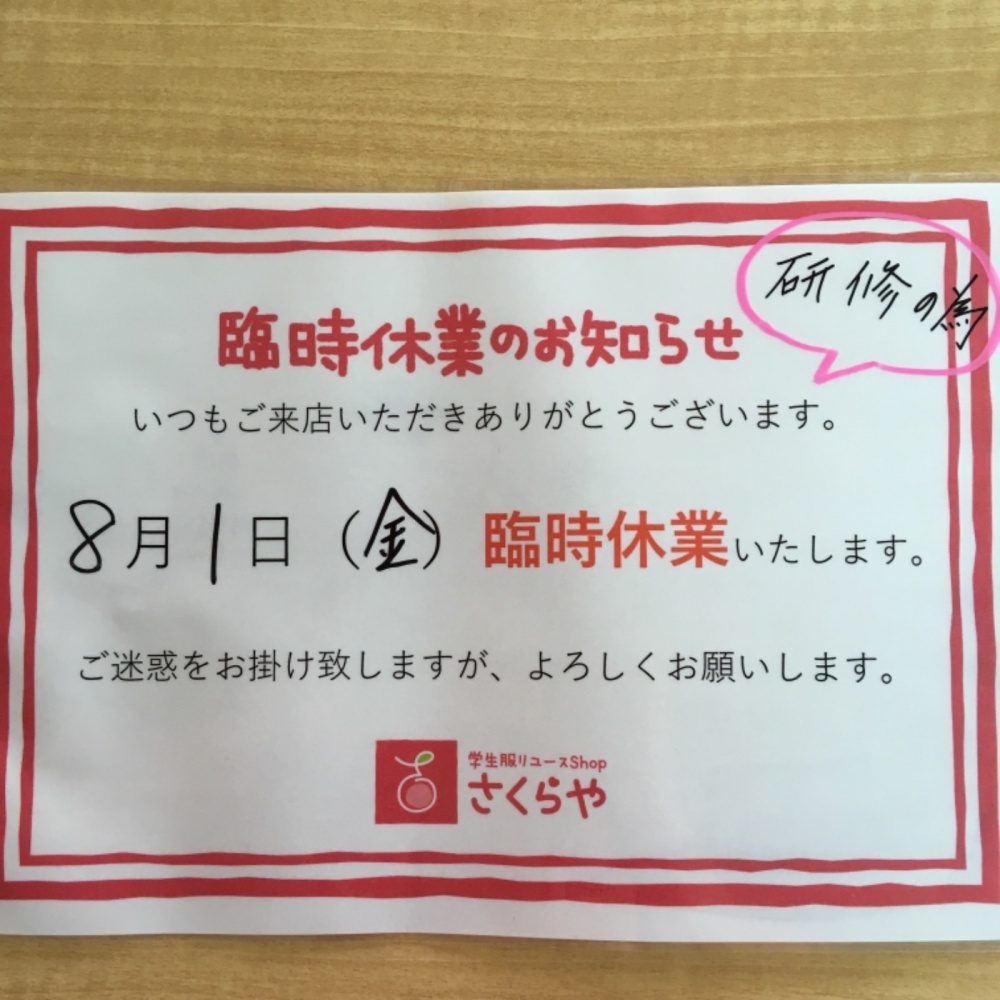 研修の為
臨時休業のお知らせ
いつもご来店いただきありがとうございます。
8月1日（金）臨時休業いたします。
ご迷惑をお掛け致しますが、よろしくお願いします。
学生服リユースShop
さくらや